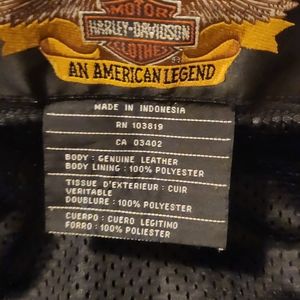 MOTOR
HARLEY-DAVIDSON
CLOTHES
AN AMERICAN LEGEND
MADE IN INDONESIA
RN 103819
CA 03402
BODY : GENUINE LEATHER
BODY LINING : 100% POLYESTER
TISSUE D'EXTERIEUR : CUIR
VERITABLE
DOUBLURE : 100% POLYESTER
CUERPO : CUERO LEGITIMO
FORRO : 100% POLYESTER